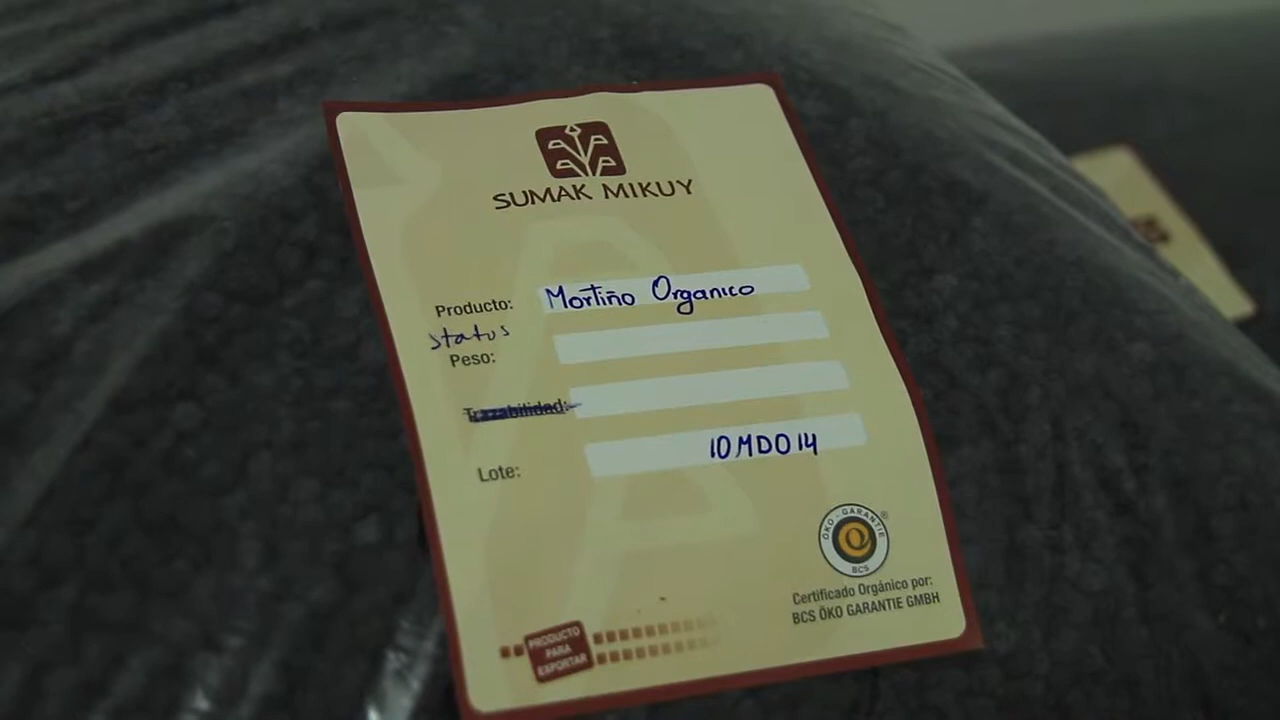 SUMAK MIKUY
Producto: Mortiño Organico
status
Peso:
Trazabilidad:
Lote: 10MD014
ÖKO - GARANTIE
®
BCS
Certificado Orgánico por:
BCS ÖKO GARANTIE GMBH
PRODUCTO
PARA
EXPORTAR